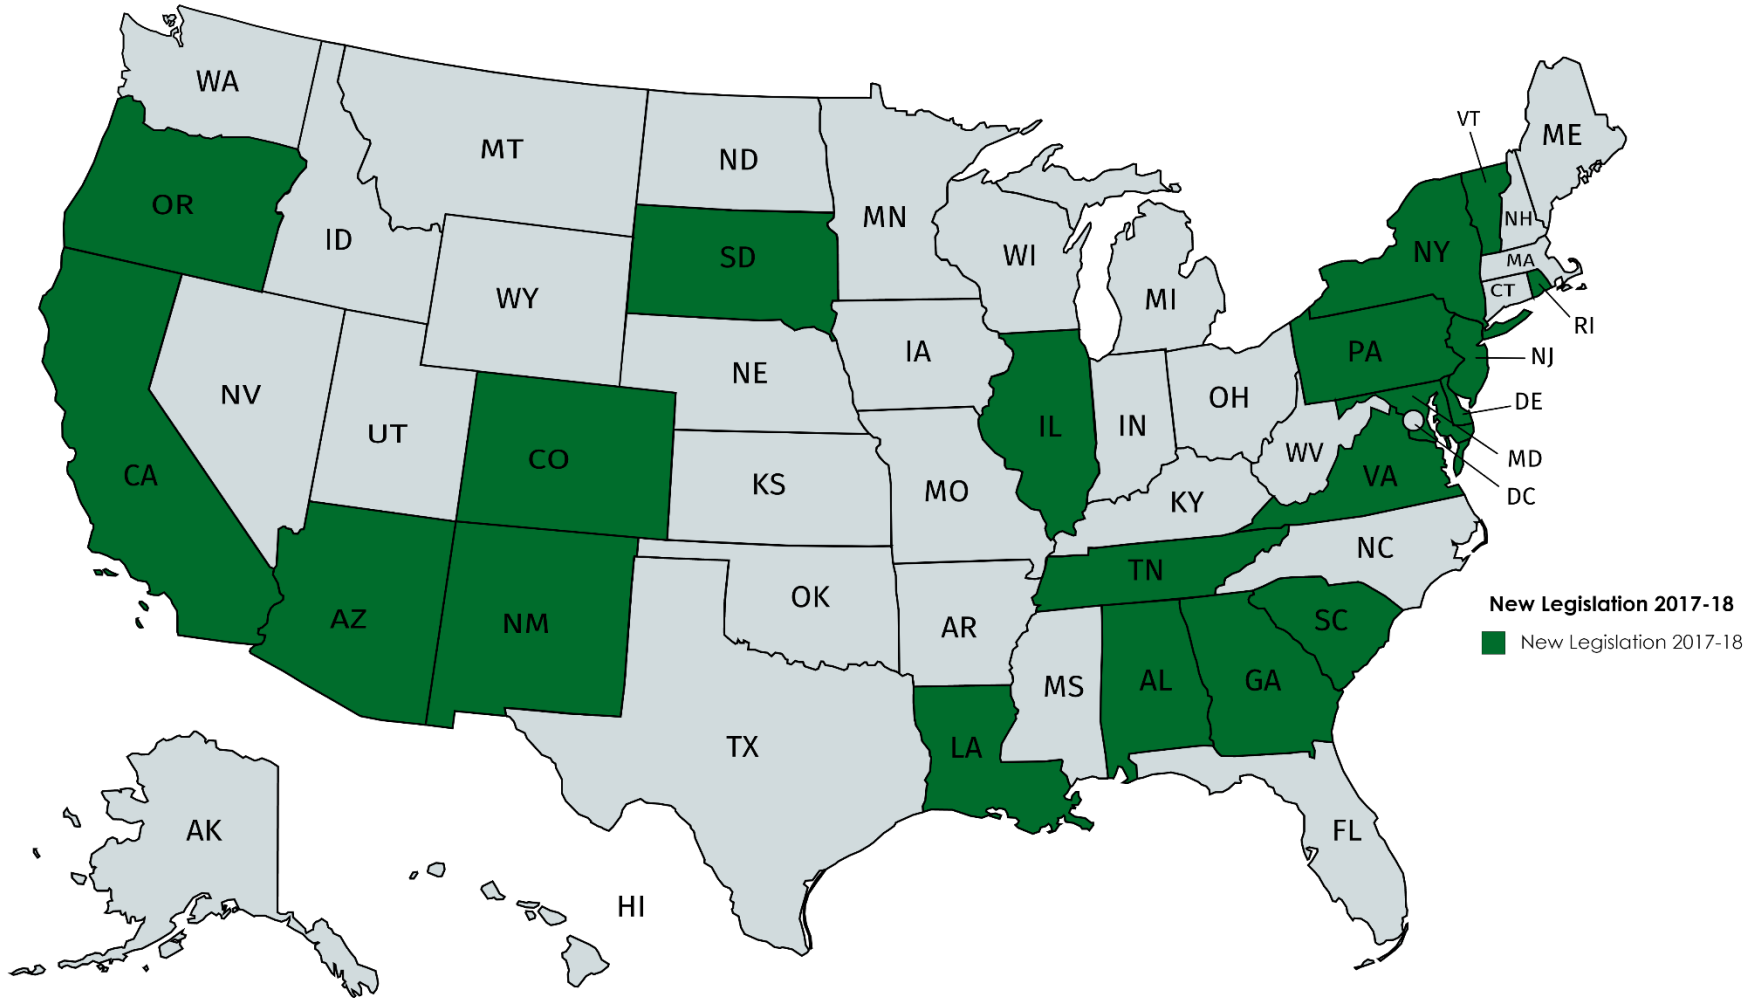 WA
MT
ND
MN
VT
ME
OR
ID
SD
WI
NY
NH
MA
WY
MI
CT
RI
IA
PA
NJ
NE
NV
UT
OH
DE
IL
IN
CO
WV
MD
CA
KS
MO
VA
DC
KY
NC
TN
OK
AZ
NM
AR
SC
New Legislation 2017-18
New Legislation 2017-18
MS
AL
GA
TX
LA
AK
FL
HI